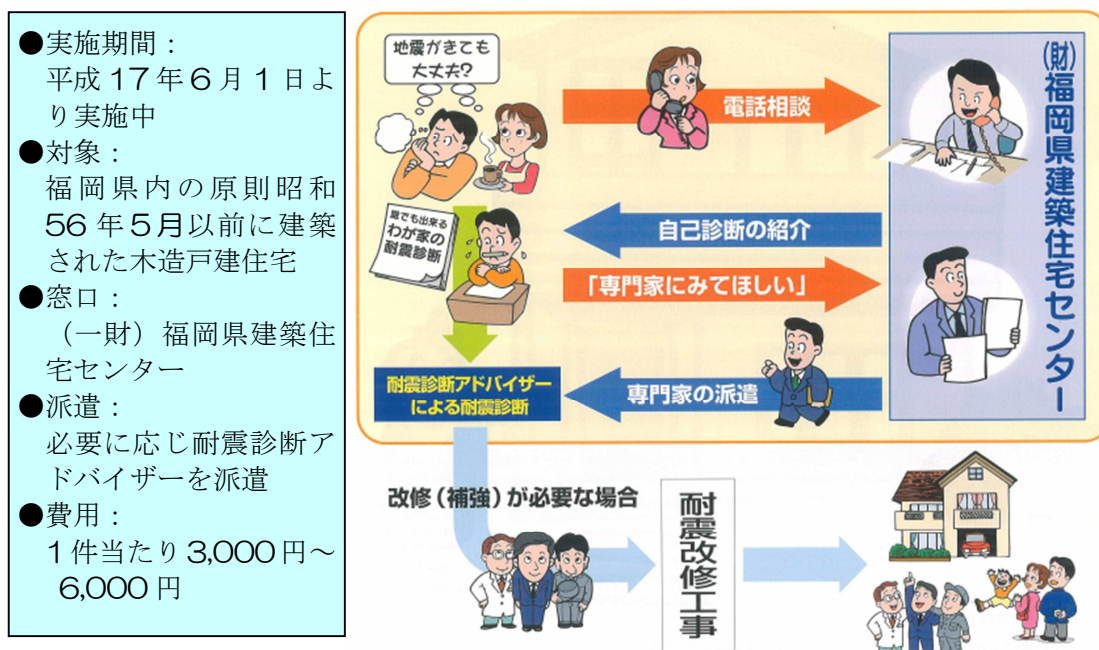 ●実施期間：
平成17年6月1日よ
り実施中
●対象：
福岡県内の原則昭和
56年5月以前に建築
された木造戸建住宅
●窓口：
（一財）福岡県建築住
宅センター
●派遣：
必要に応じ耐震診断ア
ドバイザーを派遣
●費用：
1件当たり3,000円～
6,000円
地震がきても
大丈夫?
電話相談
(財)福岡県建築住宅センター
自己診断の紹介
誰でも出来る
わが家の
耐震診断
「専門家にみてほしい」
専門家の派遣
耐震診断アドバイザー
による耐震診断
改修(補強)が必要な場合
耐震改修工事